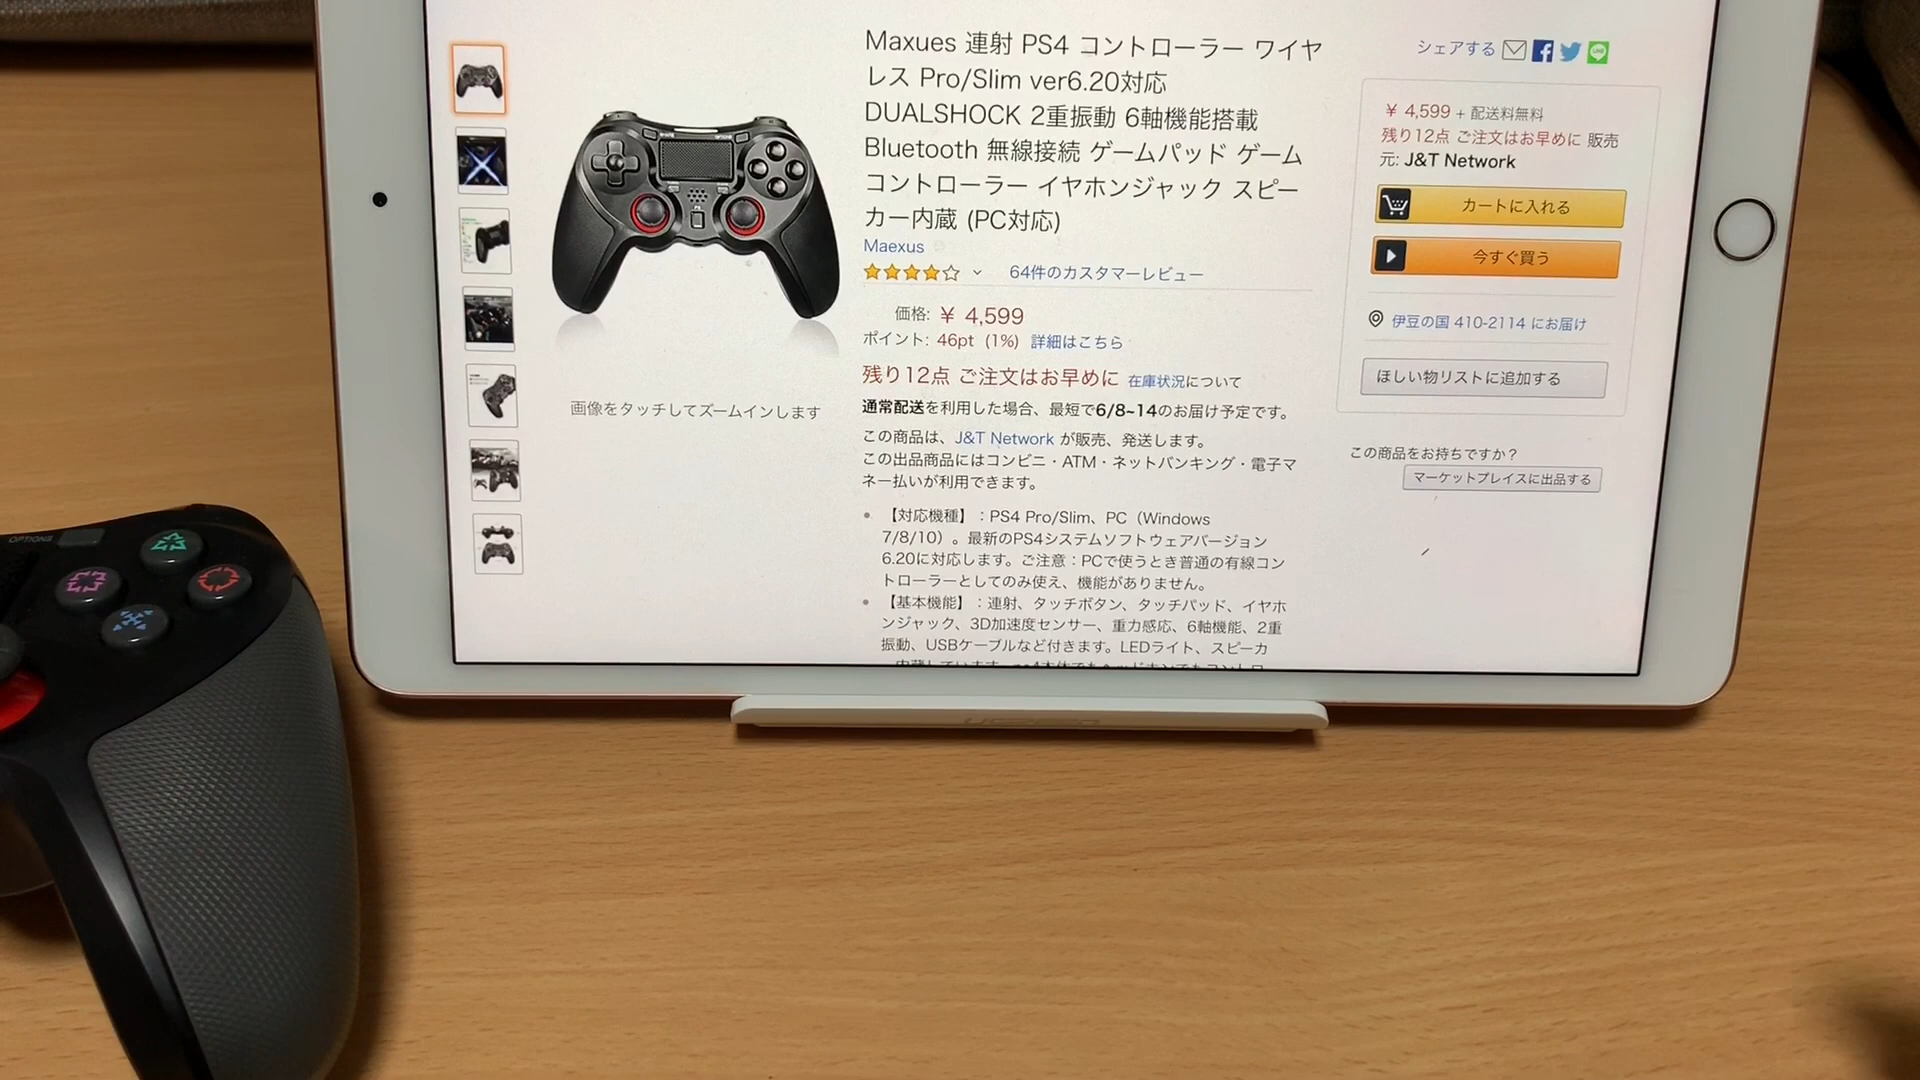 Maxues 連射 PS4 コントローラー ワイヤ
レス Pro/Slim ver6.20対応
DUALSHOCK 2重振動 6軸機能搭載
Bluetooth 無線接続 ゲームパッド ゲーム
コントローラー イヤホンジャック スピー
カー内蔵 (PC対応)
Maexus
64件のカスタマーレビュー
価格: ¥ 4,599
ポイント: 46pt (1%) 詳細はこちら
残り12点 ご注文はお早めに 在庫状況について
通常配送を利用した場合、最短で6/8~14のお届け予定です。
この商品は、J&T Network が販売、発送します。
この出品商品にはコンビニ・ATM・ネットバンキング・電子マ
ネー払いが利用できます。
• 【対応機種】：PS4 Pro/Slim、PC（Windows
7/8/10）。最新のPS4システムソフトウェアバージョン
6.20に対応します。ご注意：PCで使うとき普通の有線コン
トローラーとしてのみ使え、機能がありません。
• 【基本機能】：連射、タッチボタン、タッチパッド、イヤホ
ンジャック、3D加速度センサー、重力感応、6軸機能、2重
振動、USBケーブルなど付きます。LEDライト、スピーカ
画像をタッチしてズームインします
シェアする
¥ 4,599 + 配送料無料
残り12点 ご注文はお早めに 販売
元: J&T Network
カートに入れる
今すぐ買う
伊豆の国 410-2114 にお届け
ほしい物リストに追加する
この商品をお持ちですか？
マーケットプレイスに出品する
OPTIONS